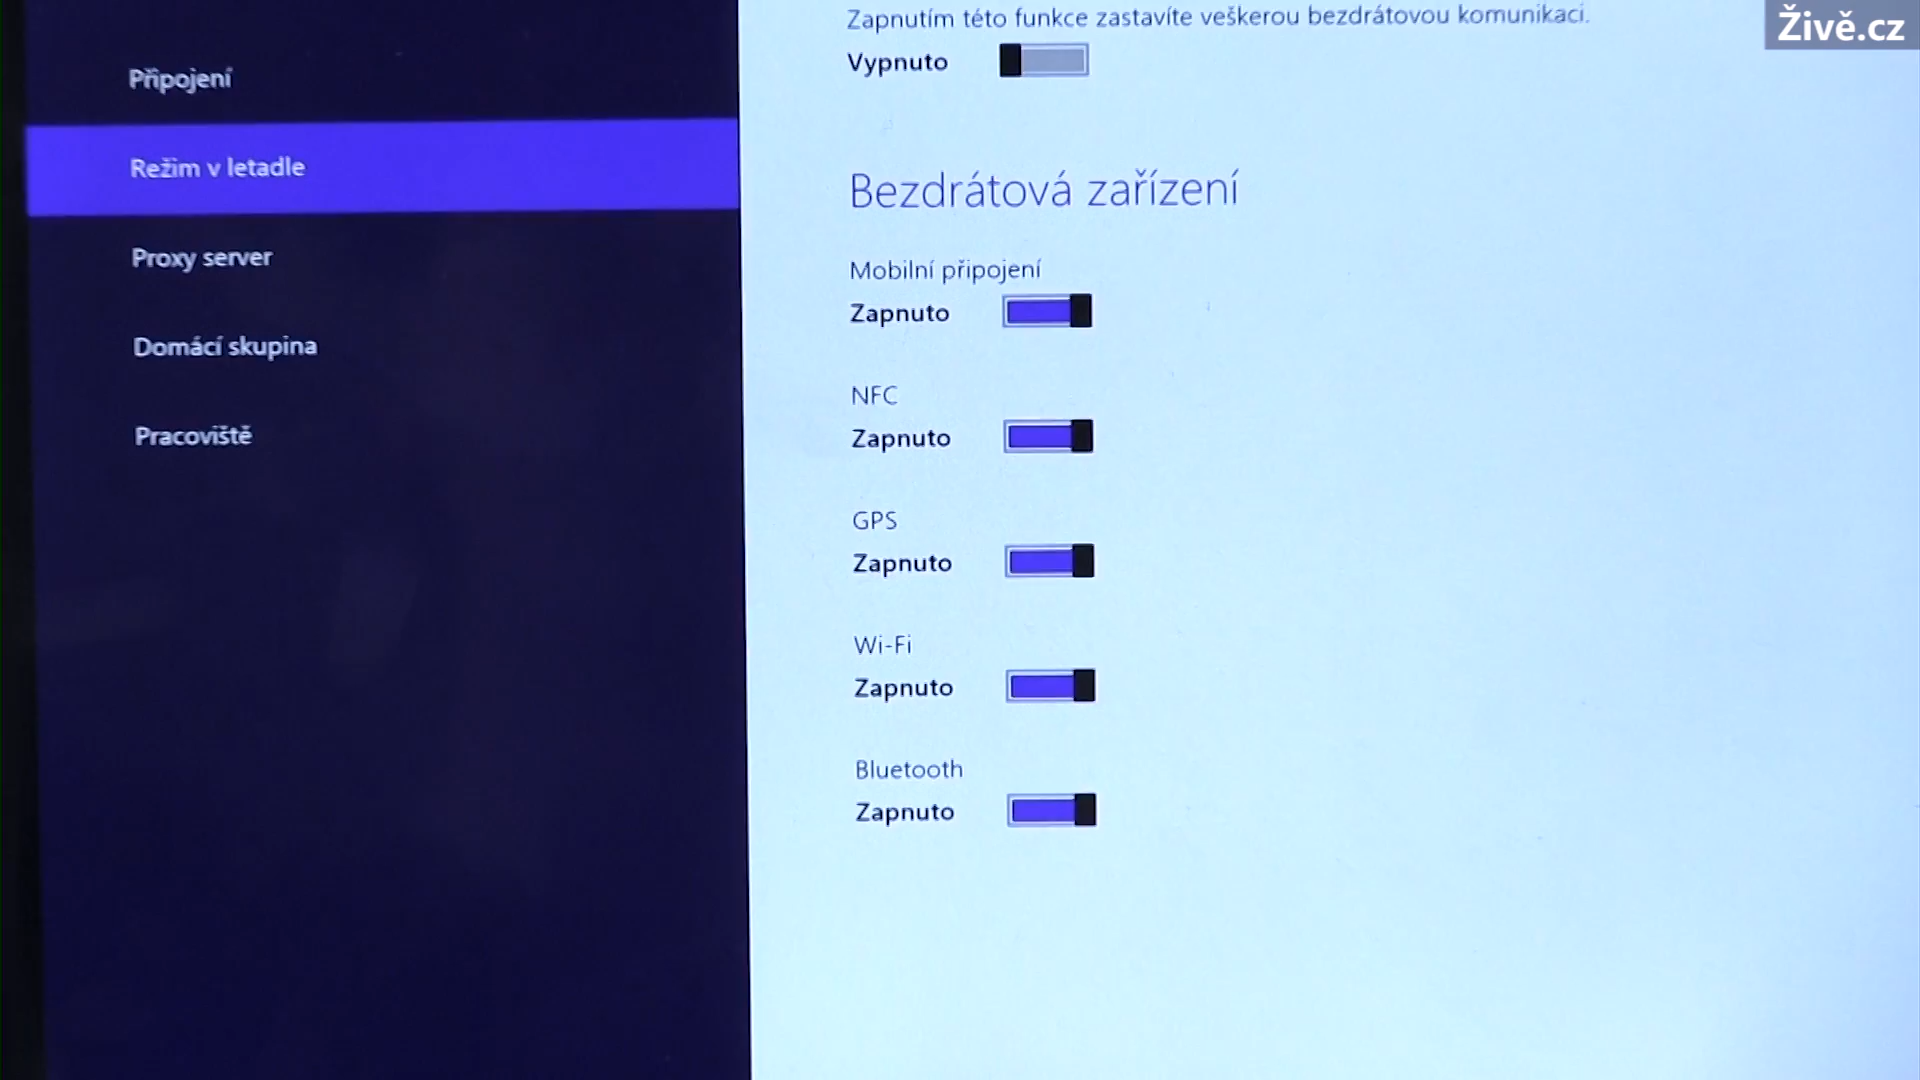 Živě.cz
Připojení
Režim v letadle
Proxy server
Domácí skupina
Pracoviště
Zapnutím této funkce zastavíte veškerou bezdrátovou komunikaci.
Vypnuto
Bezdrátová zařízení
Mobilní připojení
Zapnuto
NFC
Zapnuto
GPS
Zapnuto
Wi-Fi
Zapnuto
Bluetooth
Zapnuto